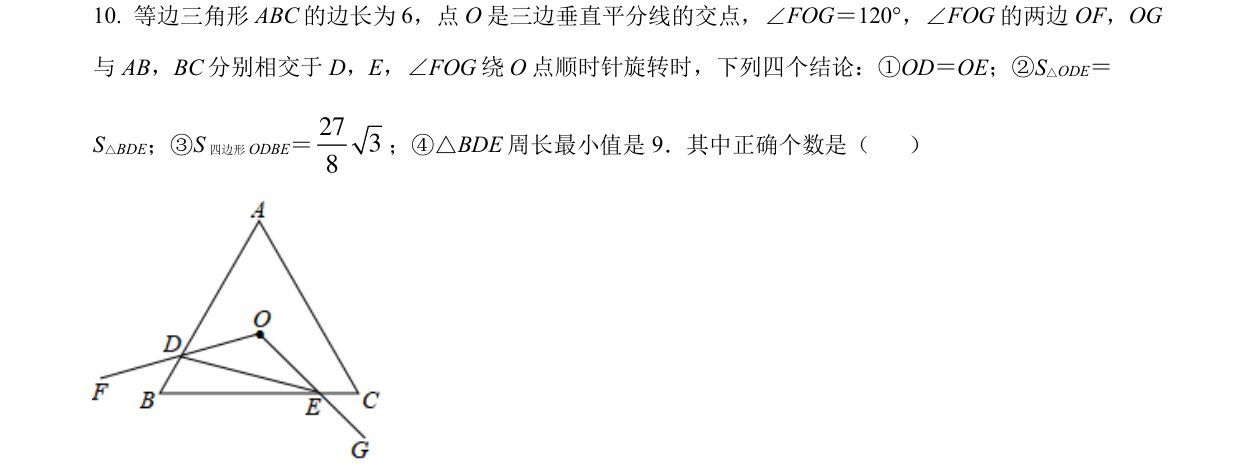 10. 等边三角形 ABC 的边长为 6，点 O 是三边垂直平分线的交点，∠FOG＝120°，∠FOG 的两边 OF，OG
与 AB，BC 分别相交于 D，E，∠FOG 绕 O 点顺时针旋转时，下列四个结论：①OD＝OE；②S△ODE＝
S△BDE；③S 四边形 ODBE＝27/8√3；④△BDE 周长最小值是 9．其中正确个数是（ ）
A
O
D
F
B
E
C
G